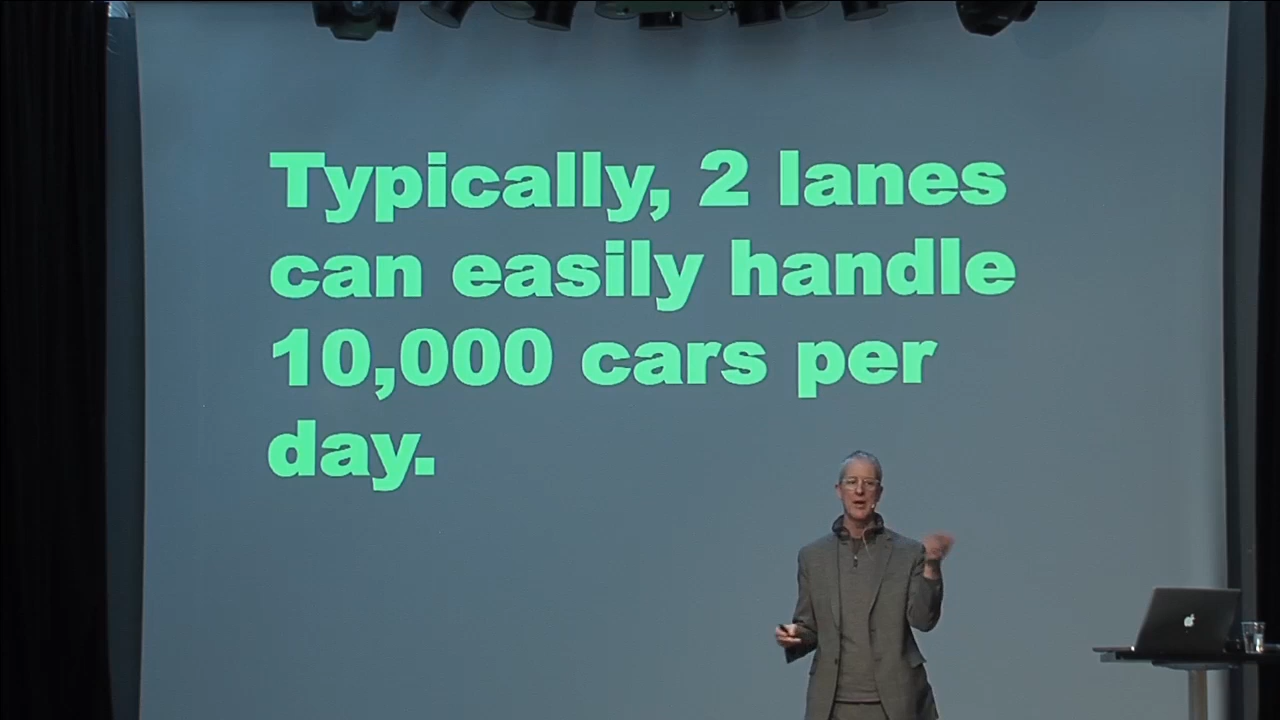 Typically, 2 lanes
can easily handle
10,000 cars per
day.